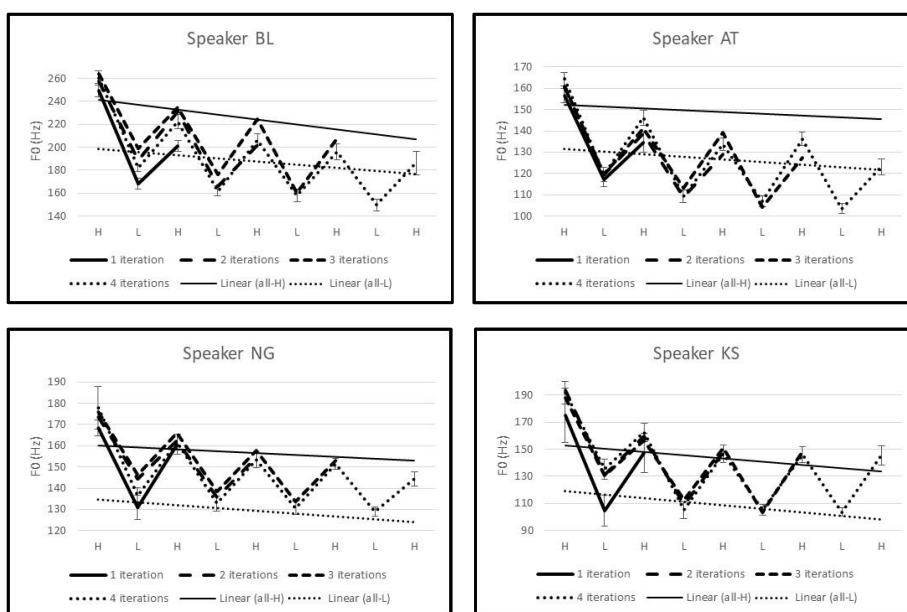 Speaker BL
F0 (Hz)
260
240
220
200
180
160
140
H L H L H L H L H
1 iteration 2 iterations 3 iterations
4 iterations Linear (all-H) Linear (all-L)
Speaker AT
F0 (Hz)
170
160
150
140
130
120
110
100
H L H L H L H L H
1 iteration 2 iterations 3 iterations
4 iterations Linear (all-H) Linear (all-L)
Speaker NG
F0 (Hz)
190
180
170
160
150
140
130
120
H L H L H L H L H
1 iteration 2 iterations 3 iterations
4 iterations Linear (all-H) Linear (all-L)
Speaker KS
F0 (Hz)
190
170
150
130
110
90
H L H L H L H L H
1 iteration 2 iterations 3 iterations
4 iterations Linear (all-H) Linear (all-L)